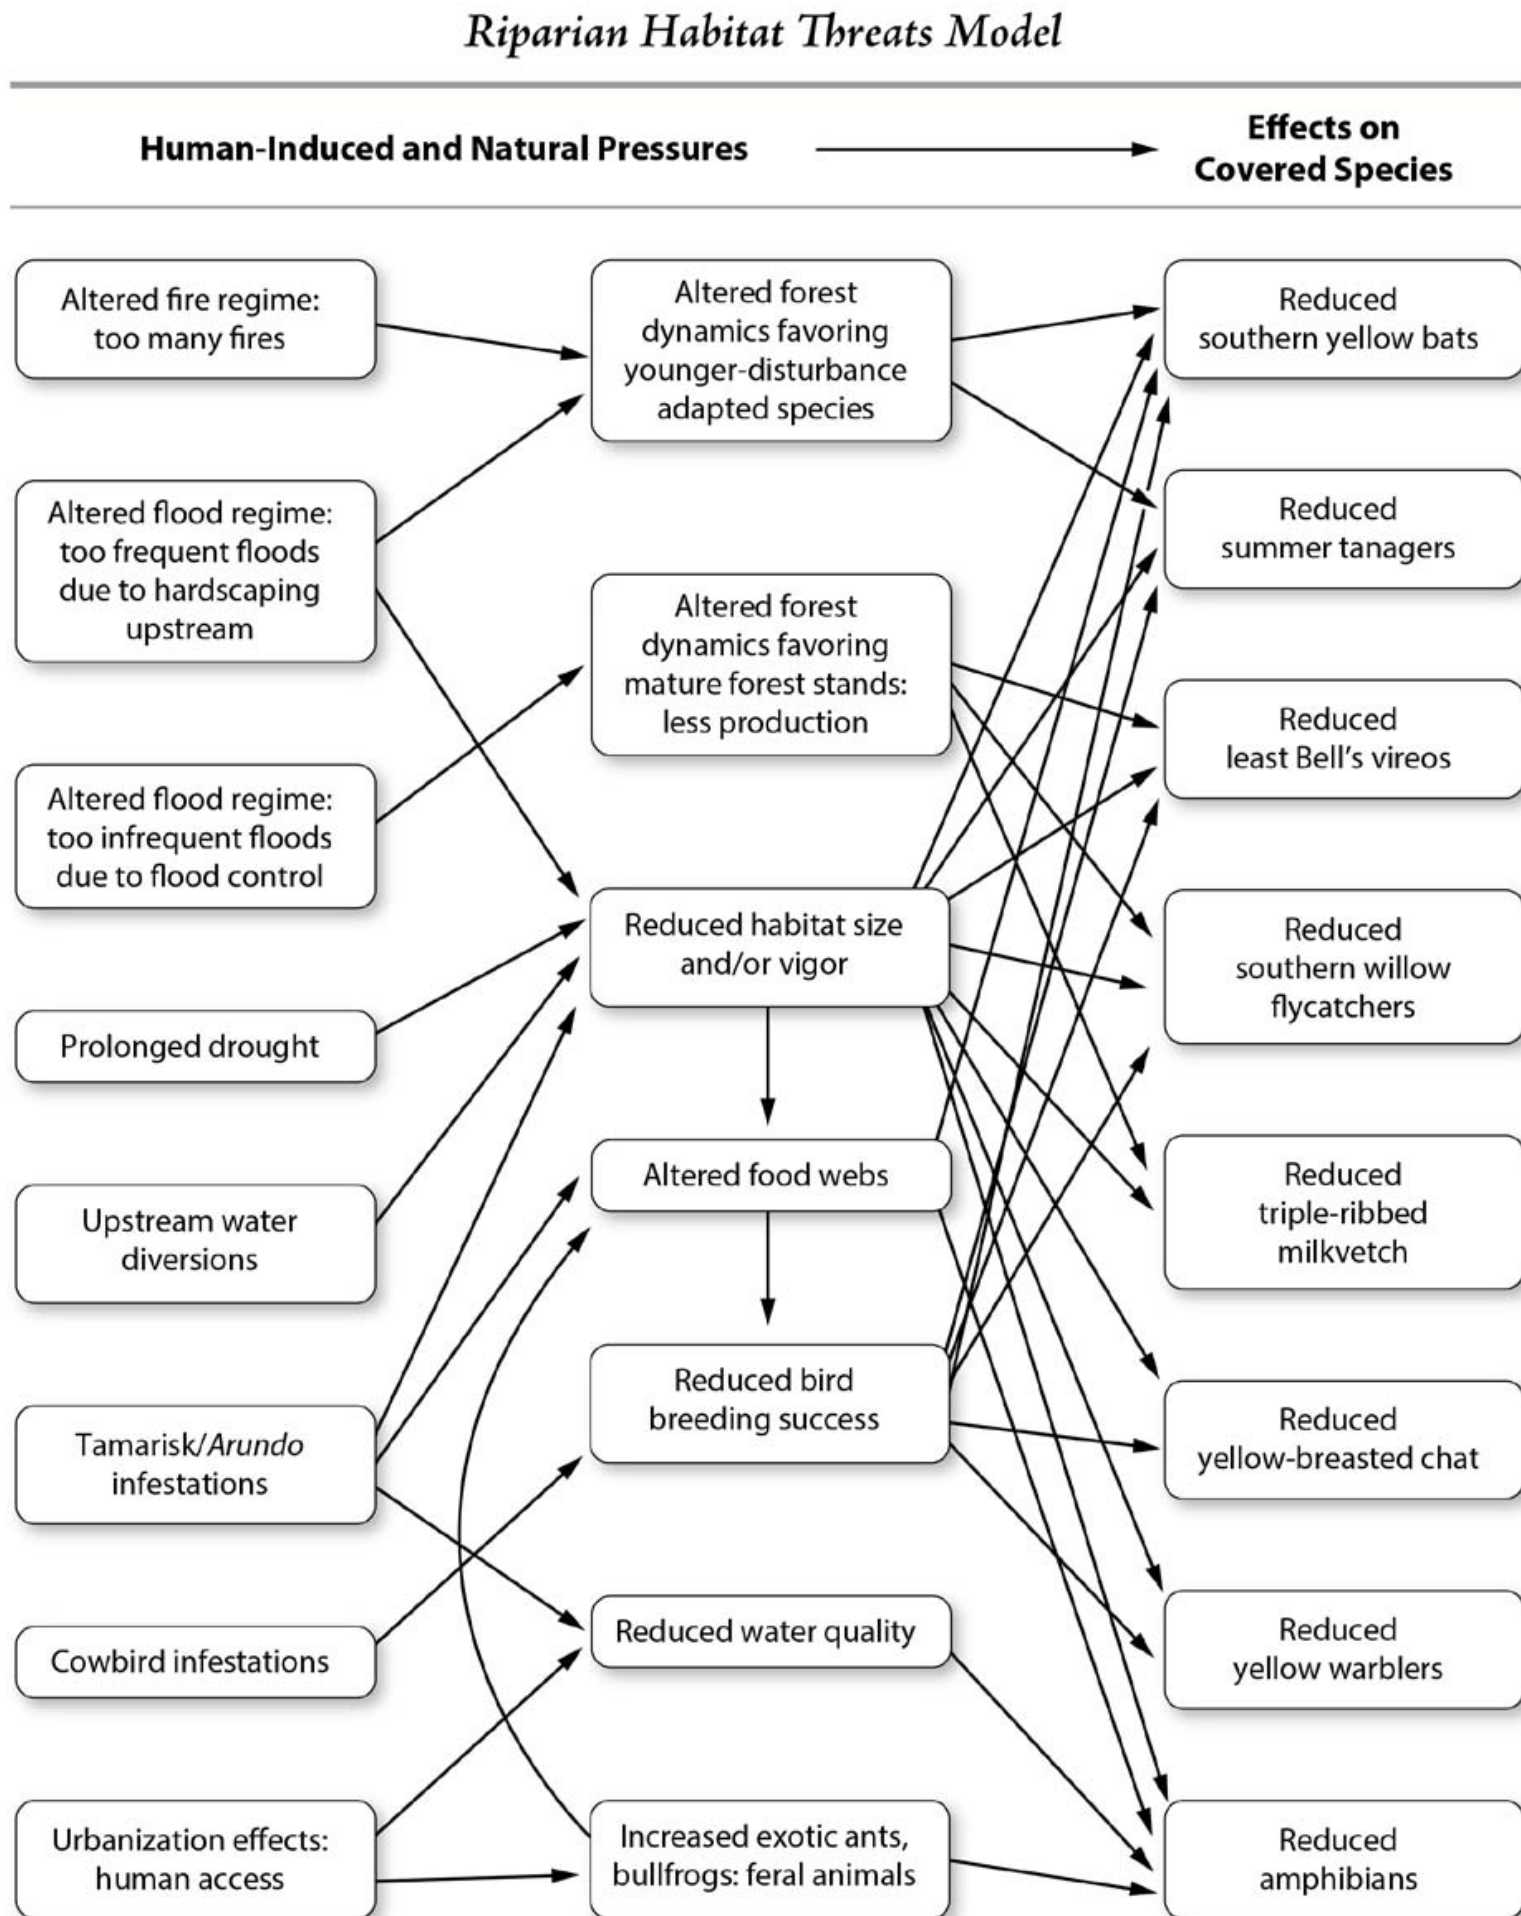 Riparian Habitat Threats Model
Human-Induced and Natural Pressures
Effects on
Covered Species
Altered fire regime:
too many fires
Altered flood regime:
too frequent floods
due to hardscaping
upstream
Altered flood regime:
too infrequent floods
due to flood control
Prolonged drought
Upstream water
diversions
Tamarisk/Arundo
infestations
Cowbird infestations
Urbanization effects:
human access
Altered forest
dynamics favoring
younger-disturbance
adapted species
Altered forest
dynamics favoring
mature forest stands:
less production
Reduced habitat size
and/or vigor
Altered food webs
Reduced bird
breeding success
Reduced water quality
Increased exotic ants,
bullfrogs: feral animals
Reduced
southern yellow bats
Reduced
summer tanagers
Reduced
least Bell’s vireos
Reduced
southern willow
flycatchers
Reduced
triple-ribbed
milkvetch
Reduced
yellow-breasted chat
Reduced
yellow warblers
Reduced
amphibians